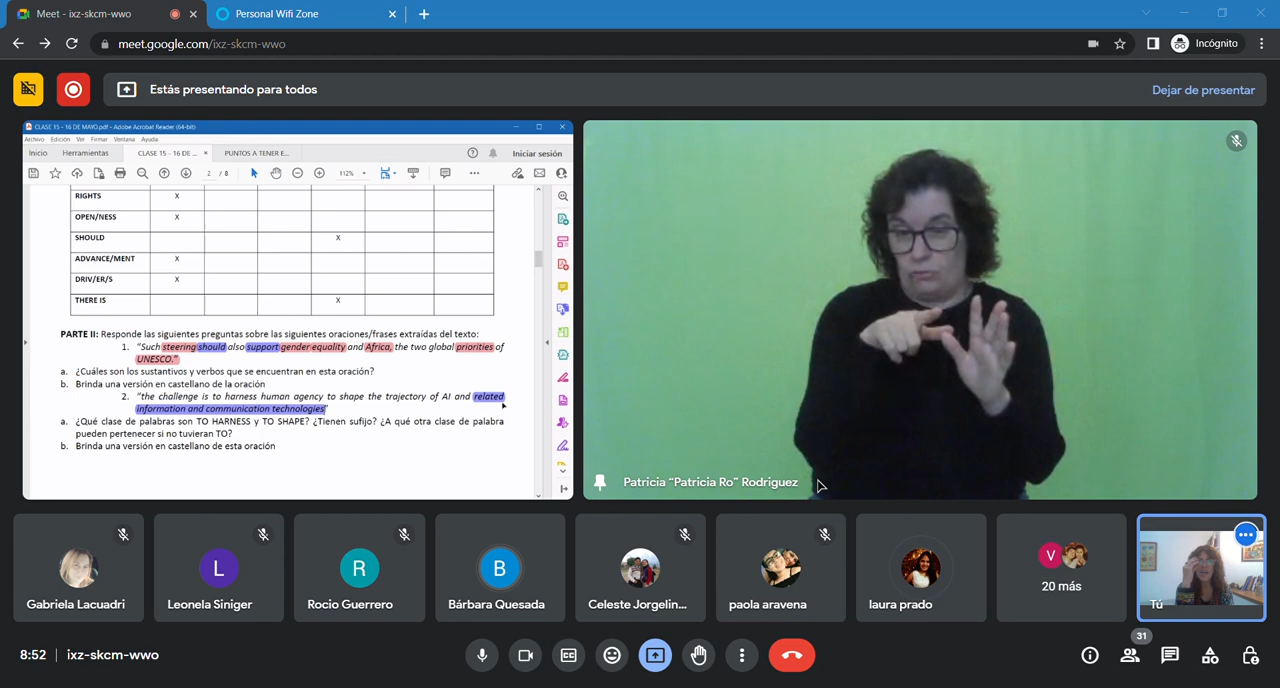 Meet - ixz-skcm-wwo
Personal Wifi Zone
meet.google.com/ixz-skcm-wwo
Incógnito
Estás presentando para todos
Dejar de presentar
CLASE 15 - 16 DE MAYO.pdf - Adobe Acrobat Reader (64-bit)
Archivo Edición Ver Firmar Ventana Ayuda
Inicio Herramientas CLASE 15 - 16 DE ... PUNTOS A TENER E... Iniciar sesión
2 / 8 112%
RIGHTS X
OPEN/NESS X
SHOULD X
ADVANCE/MENT X
DRIV/ER/S X
THERE IS X
PARTE II: Responde las siguientes preguntas sobre las siguientes oraciones/frases extraídas del texto:
1. "Such steering should also support gender equality and Africa, the two global priorities of
UNESCO."
a. ¿Cuáles son los sustantivos y verbos que se encuentran en esta oración?
b. Brinda una versión en castellano de la oración
2. "the challenge is to harness human agency to shape the trajectory of AI and related
information and communication technologies"
a. ¿Qué clase de palabras son TO HARNESS y TO SHAPE? ¿Tienen sufijo? ¿A qué otra clase de palabra
pueden pertenecer si no tuvieran TO?
b. Brinda una versión en castellano de esta oración
Patricia "Patricia Ro" Rodriguez
Gabriela Lacuadri
L
Leonela Siniger
R
Rocio Guerrero
B
Bárbara Quesada
Celeste Jorgelin...
paola aravena
laura prado
V
20 más
Tú
8:52 ixz-skcm-wwo
31